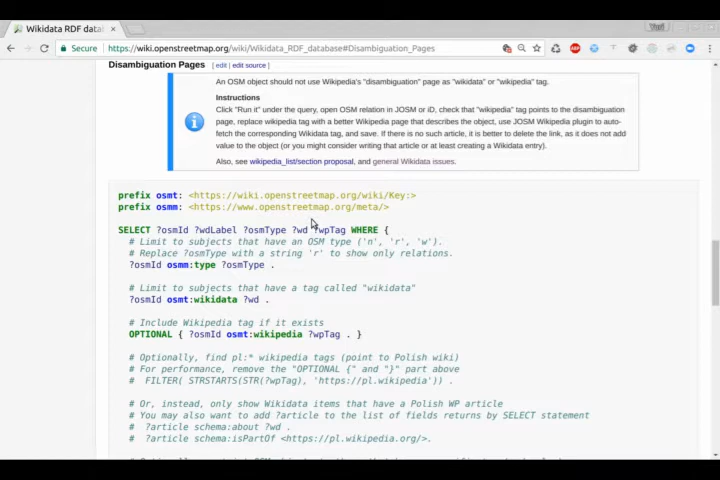 Wikidata RDF datab
Yuri
Secure
https://wiki.openstreetmap.org/wiki/Wikidata_RDF_database#Disambiguation_Pages
Disambiguation Pages [ edit | edit source ]
An OSM object should not use Wikipedia's "disambiguation" page as "wikidata" or "wikipedia" tag.
Instructions
Click "Run it" under the query, open OSM relation in JOSM or iD, check that "wikipedia" tag points to the disambiguation
page, replace wikipedia tag with a better Wikipedia page that describes the object, use JOSM Wikipedia plugin to auto-
fetch the corresponding Wikidata tag, and save. If there is no such article, it is better to delete the link, as it does not add
value to the object (or you might consider writing that article or at least creating a Wikidata entry).
Also, see wikipedia_list/section proposal, and general Wikidata issues.
prefix osmt: <https://wiki.openstreetmap.org/wiki/Key:>
prefix osmm: <https://www.openstreetmap.org/meta/>
SELECT ?osmId ?wdLabel ?osmType ?wd ?wpTag WHERE {
# Limit to subjects that have an OSM type ('n', 'r', 'w').
# Replace ?osmType with a string 'r' to show only relations.
?osmId osmm:type ?osmType .
# Limit to subjects that have a tag called "wikidata"
?osmId osmt:wikidata ?wd .
# Include Wikipedia tag if it exists
OPTIONAL { ?osmId osmt:wikipedia ?wpTag . }
# Optionally, find pl:* wikipedia tags (point to Polish wiki)
# For performance, remove the "OPTIONAL {" and "}" part above
# FILTER( STRSTARTS(STR(?wpTag), 'https://pl.wikipedia')) .
# Or, instead, only show Wikidata items that have a Polish WP article
# You may also want to add ?article to the list of fields returns by SELECT statement
# ?article schema:about ?wd .
# ?article schema:isPartOf <https://pl.wikipedia.org/>.